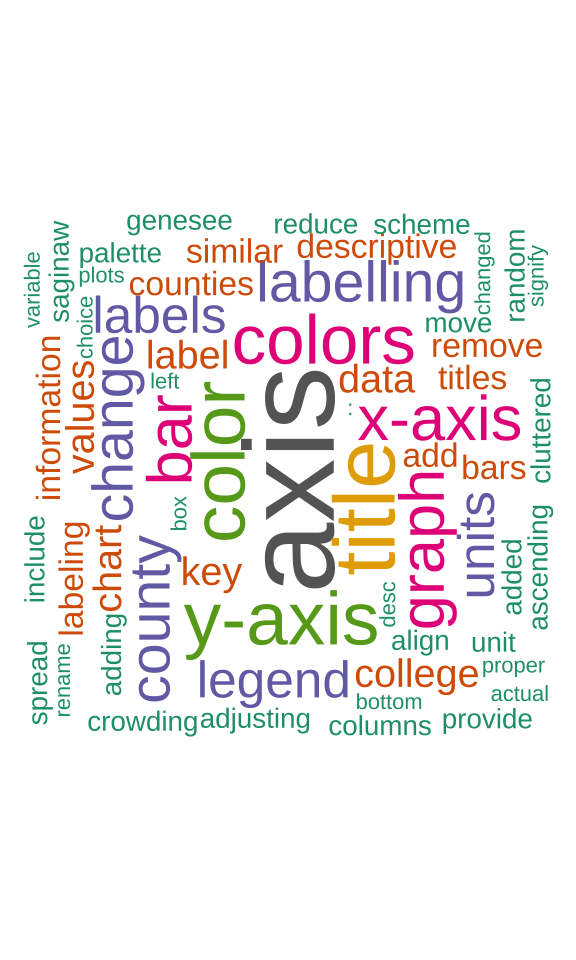 genesee
reduce
scheme
variable
saginaw
palette
similar
descriptive
changed
random
signify
plots
counties
labelling
choice
labels
move
label
colors
remove
information
values
change
left
data
titles
:
bar
color
axis
x-axis
cluttered
title
add
bars
box
graph
units
include
labeling
chart
county
key
added
ascending
y-axis
desc
adding
align
unit
spread
rename
legend
college
proper
bottom
actual
crowding
adjusting
columns
provide